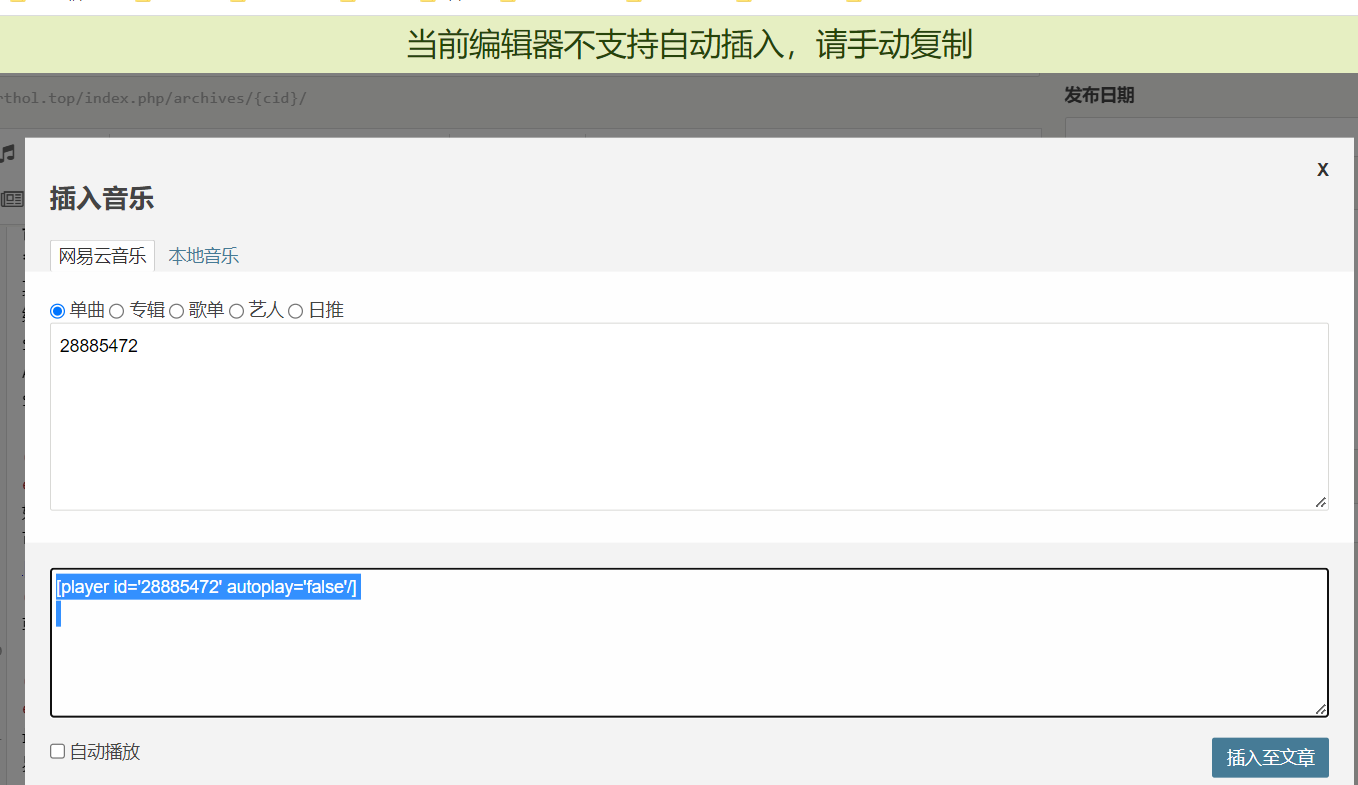 当前编辑器不支持自动插入，请手动复制
rthol.top/index.php/archives/{cid}/
发布日期
X
插入音乐
网易云音乐 本地音乐
单曲 专辑 歌单 艺人 日推
28885472
[player id='28885472' autoplay='false'/]
自动播放
插入至文章